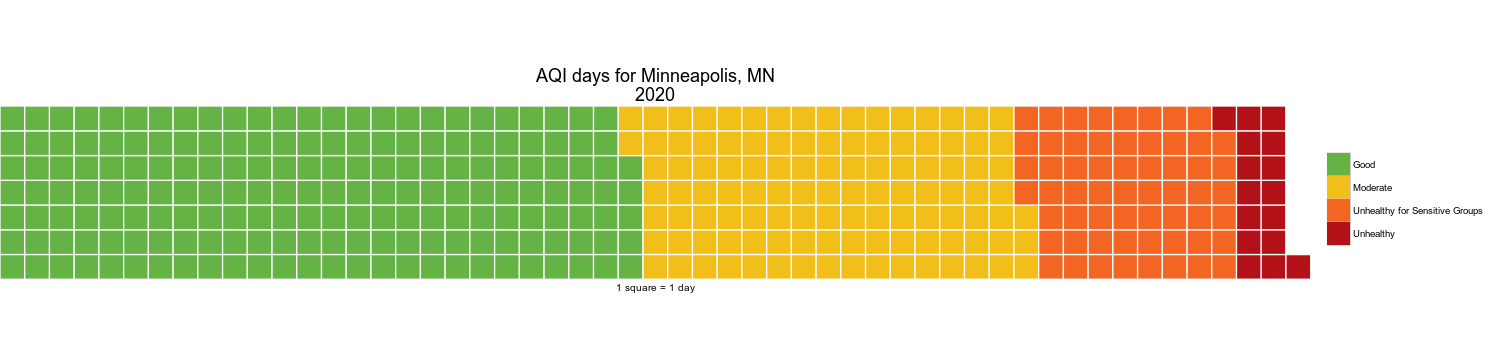 AQI days for Minneapolis, MN
2020
Good
Moderate
Unhealthy for Sensitive Groups
Unhealthy
1 square = 1 day